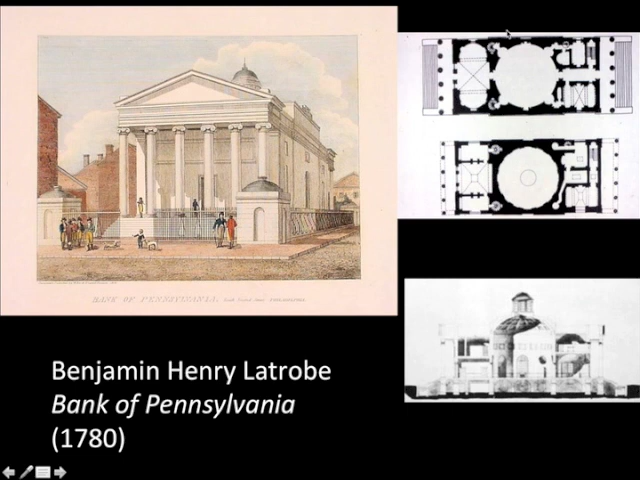 BANK OF PENNSYLVANIA,
Benjamin Henry Latrobe
Bank of Pennsylvania
(1780)